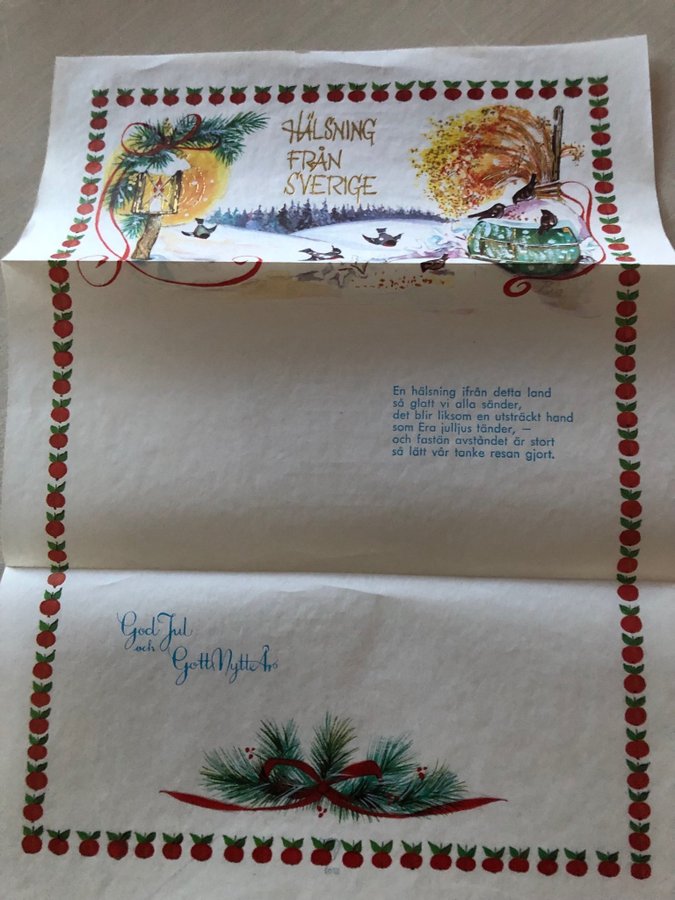 HÄLSNING
FRÅN
SVERIGE
En hälsning ifrån detta land
så glatt vi alla sänder,
det blir liksom en utsträckt hand
som Era julljus tänder, —
och fastän avståndet är stort
så lätt vår tanke resan gjort.
God Jul
och
Gott Nytt År